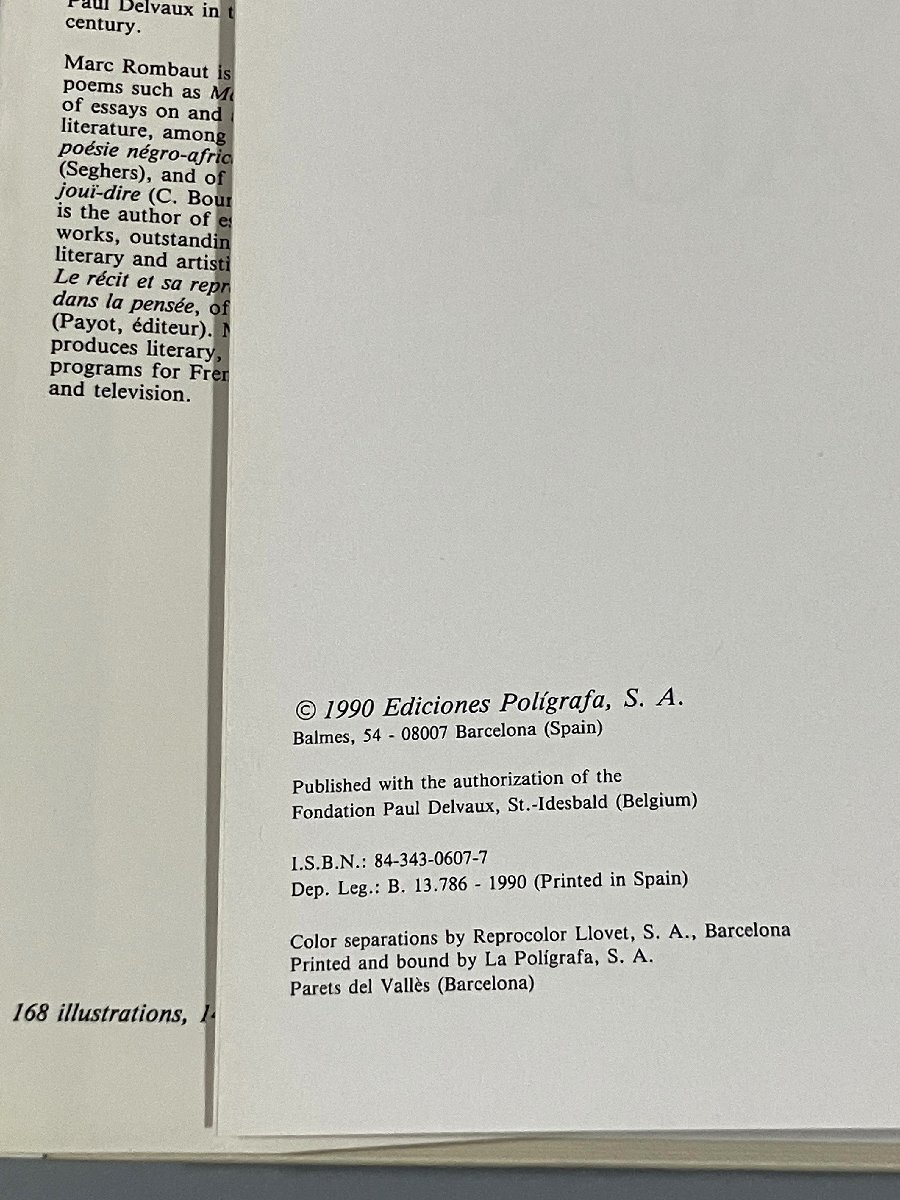 Paul Delvaux in
century.
Marc Rombaut is
poems such as
of essays on and
literature, among
poésie négro-afric
(Seghers), and of
jouï-dire (C. Bour
is the author of es
works, outstandin
literary and artisti
Le récit et sa repr
dans la pensée, of
(Payot, éditeur).
produces literary,
programs for Fren
and television.
168 illustrations,
© 1990 Ediciones Polígrafa, S. A.
Balmes, 54 - 08007 Barcelona (Spain)
Published with the authorization of the
Fondation Paul Delvaux, St.-Idesbald (Belgium)
I.S.B.N.: 84-343-0607-7
Dep. Leg.: B. 13.786 - 1990 (Printed in Spain)
Color separations by Reprocolor Llovet, S. A., Barcelona
Printed and bound by La Polígrafa, S. A.
Parets del Vallès (Barcelona)